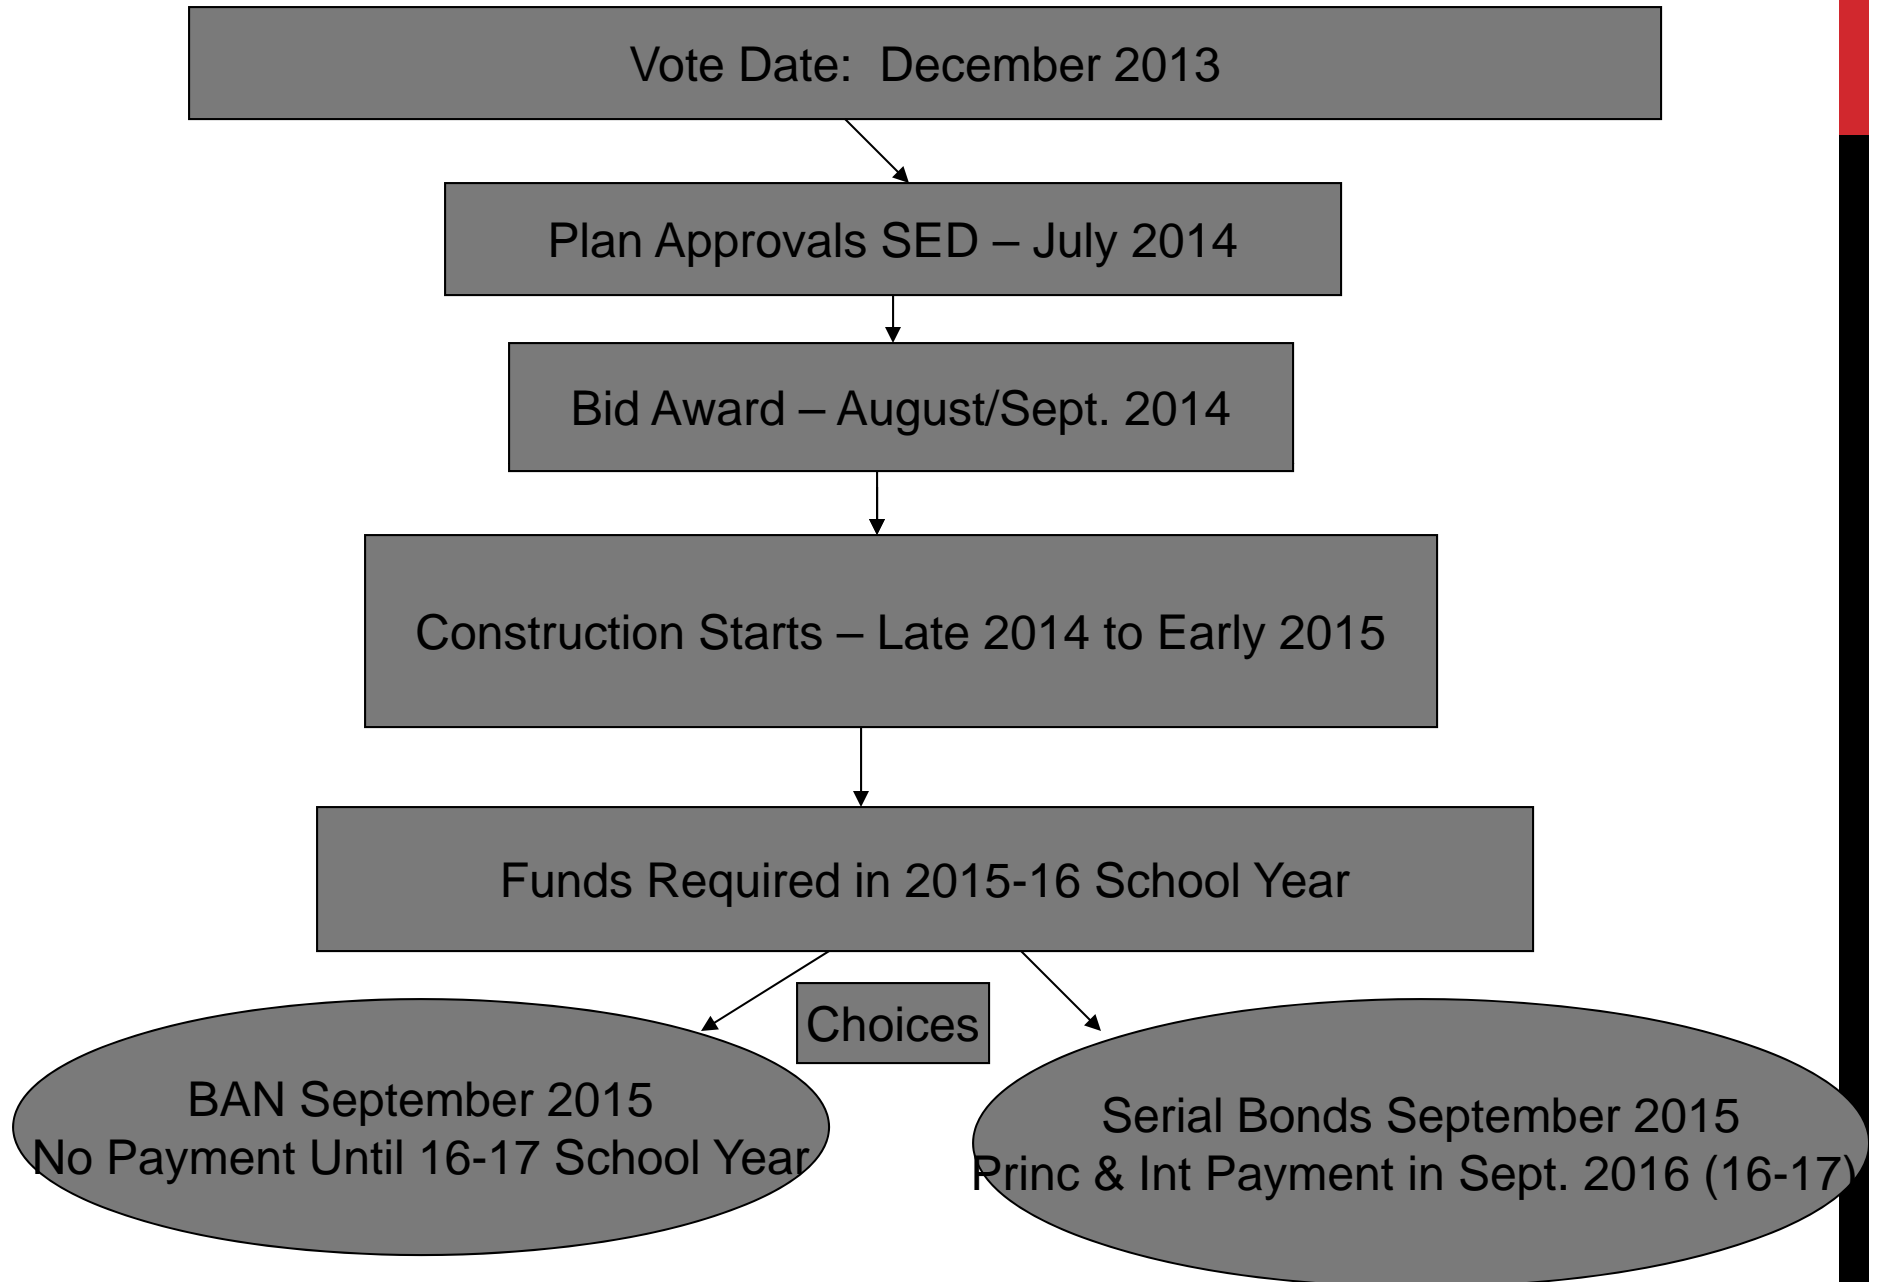 Vote Date:  December 2013
Plan Approvals SED – July 2014
Bid Award – August/Sept. 2014
Construction Starts – Late 2014 to Early 2015
Funds Required in 2015-16 School Year
Choices
BAN September 2015
No Payment Until 16-17 School Year
Serial Bonds September 2015
Princ & Int Payment in Sept. 2016 (16-17)